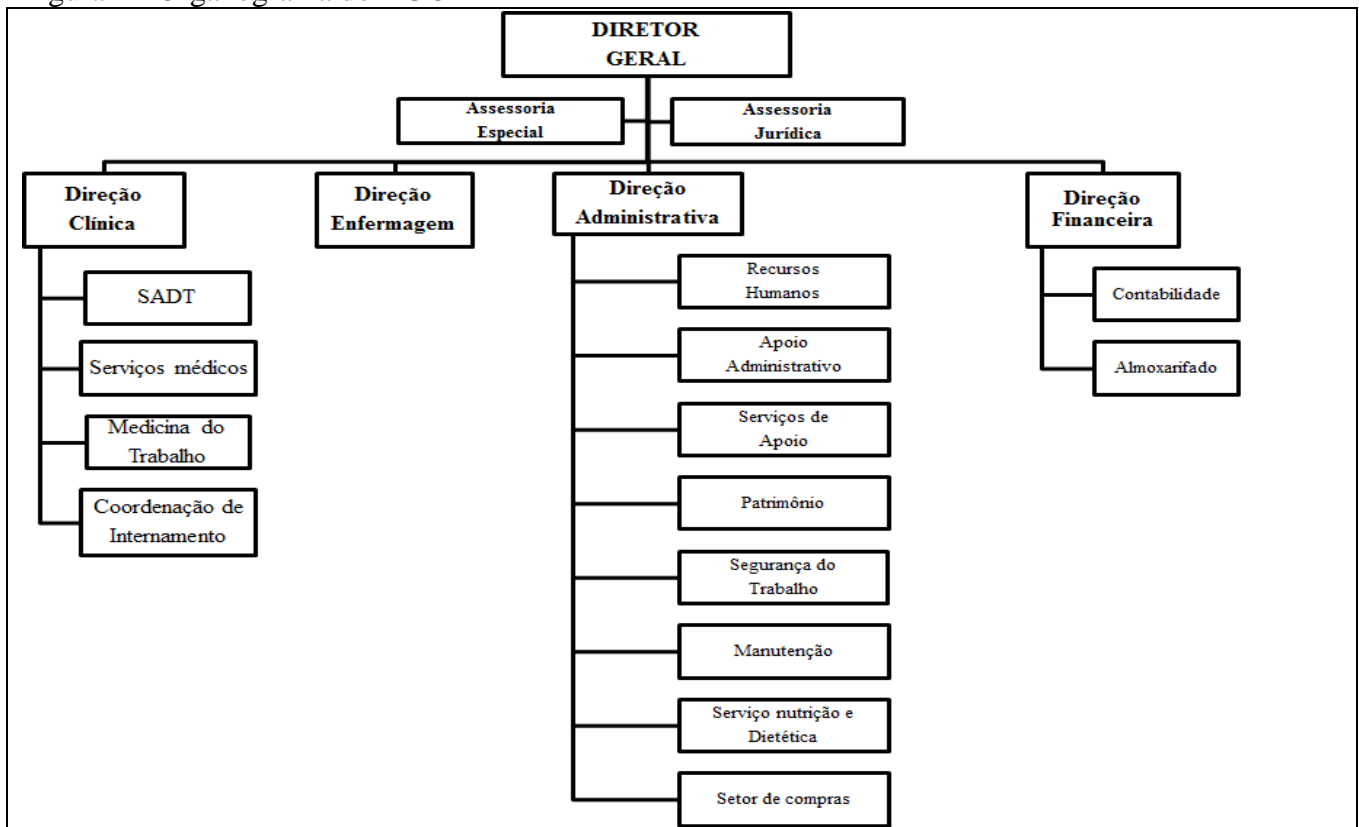 DIRETOR
GERAL
Assessoria
Especial
Assessoria
Jurídica
Direção
Clínica
Direção
Enfermagem
Direção
Administrativa
Direção
Financeira
SADT
Serviços médicos
Medicina do
Trabalho
Coordenação de
Internamento
Recursos
Humanos
Apoio
Administrativo
Serviços de
Apoio
Patrimônio
Segurança do
Trabalho
Manutenção
Serviço nutrição e
Dietética
Setor de compras
Contabilidade
Almoxarifado